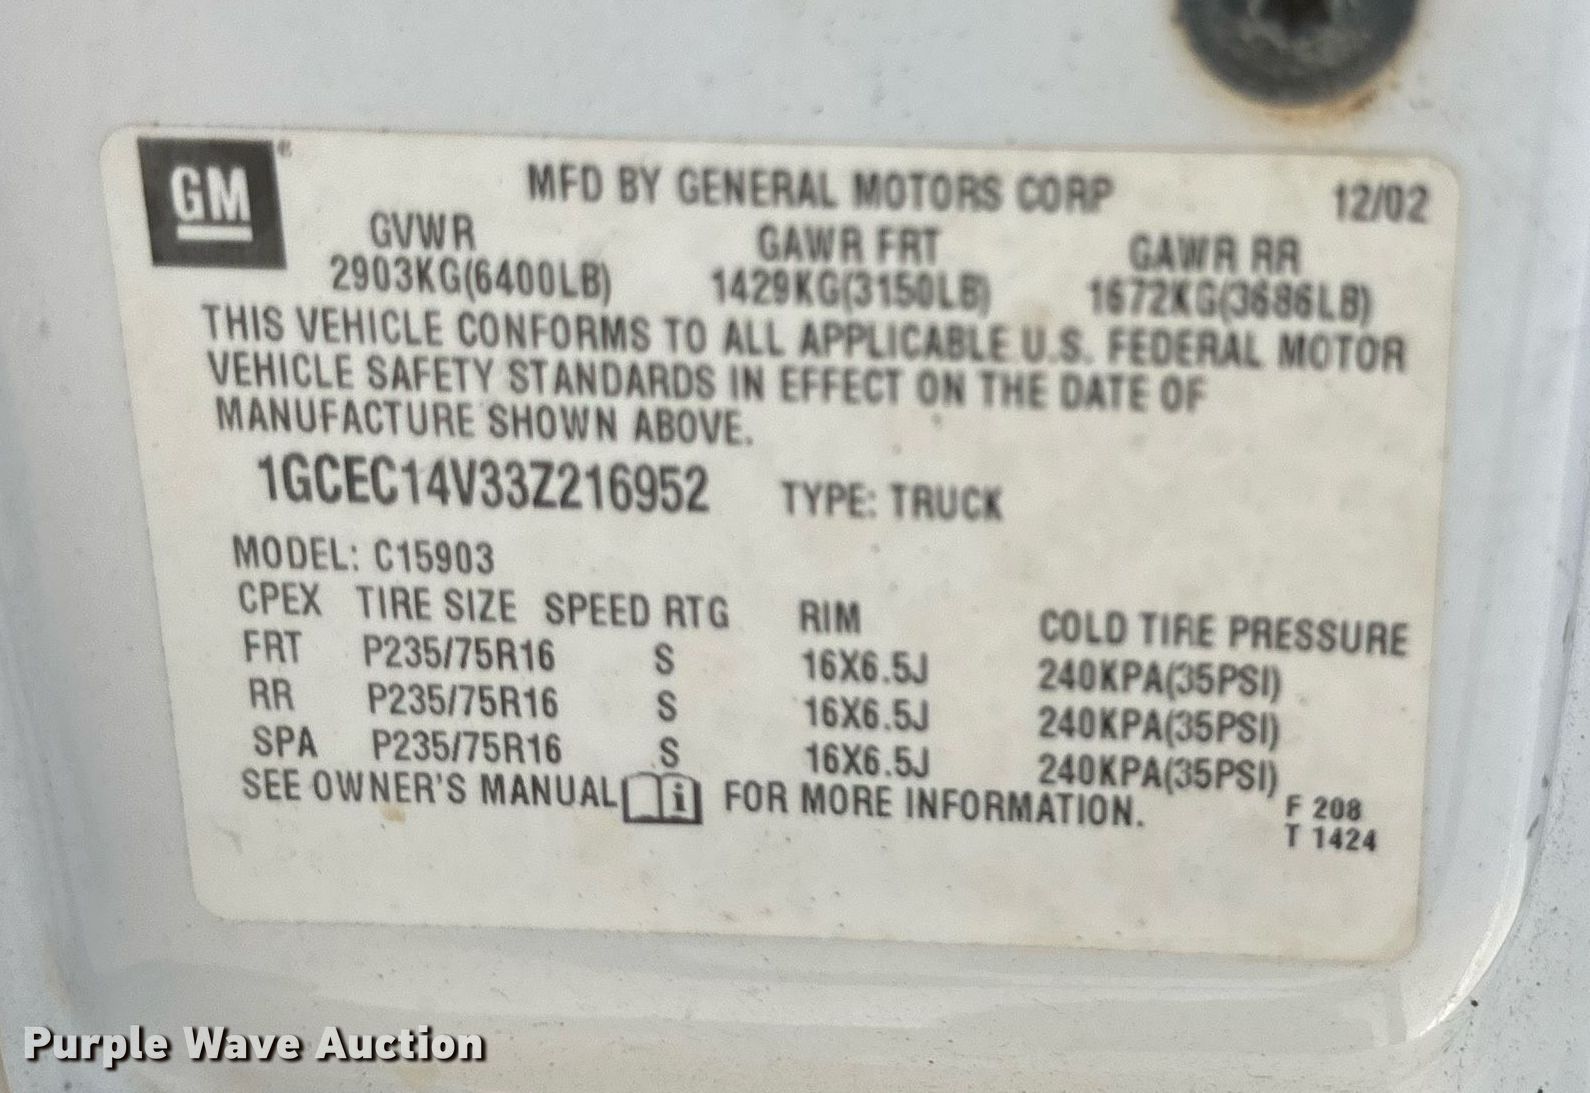 GM®
MFD BY GENERAL MOTORS CORP 12/02
GVWR GAWR FRT GAWR RR
2903KG(6400LB) 1429KG(3150LB) 1672KG(3686LB)
THIS VEHICLE CONFORMS TO ALL APPLICABLE U.S. FEDERAL MOTOR
VEHICLE SAFETY STANDARDS IN EFFECT ON THE DATE OF
MANUFACTURE SHOWN ABOVE.
1GCEC14V33Z216952 TYPE: TRUCK
MODEL: C15903
CPEX TIRE SIZE SPEED RTG RIM COLD TIRE PRESSURE
FRT P235/75R16 S 16X6.5J 240KPA(35PSI)
RR P235/75R16 S 16X6.5J 240KPA(35PSI)
SPA P235/75R16 S 16X6.5J 240KPA(35PSI)
SEE OWNER'S MANUAL i FOR MORE INFORMATION.
F 208
T 1424
Purple Wave Auction